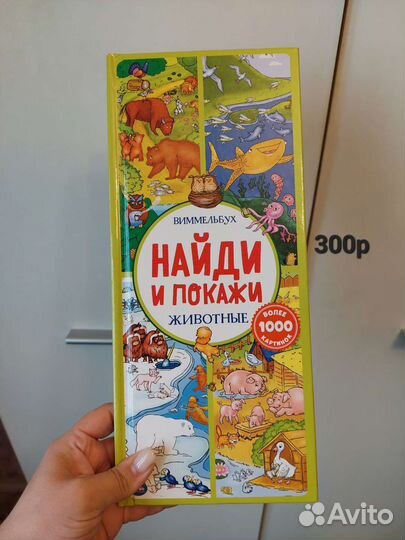 ВИММЕЛЬБУХ
НАЙДИ
И ПОКАЖИ
ЖИВОТНЫЕ
БОЛЕЕ
1000
КАРТИНОК
300р
Avito